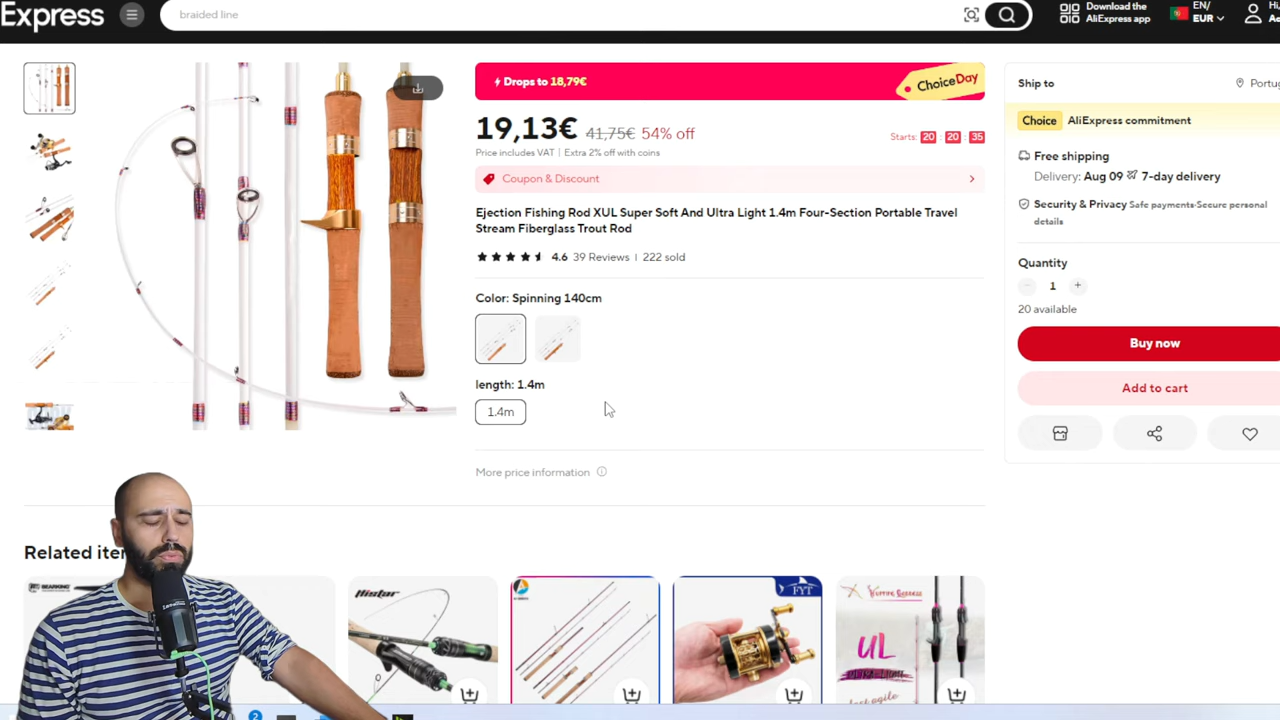 Express
braided line
Download the
AliExpress app
EN/
EUR
Drops to 18,79€
ChoiceDay
19,13€ 41,75€ 54% off
Starts: 20 : 20 : 35
Price includes VAT | Extra 2% off with coins
Coupon & Discount
Ejection Fishing Rod XUL Super Soft And Ultra Light 1.4m Four-Section Portable Travel
Stream Fiberglass Trout Rod
4.6 39 Reviews | 222 sold
Color: Spinning 140cm
length: 1.4m
1.4m
More price information
Ship to
Choice AliExpress commitment
Free shipping
Delivery: Aug 09 7-day delivery
Security & Privacy Safe payments·Secure personal
details
Quantity
1
20 available
Buy now
Add to cart
Related
Histar
FYT
UL
2